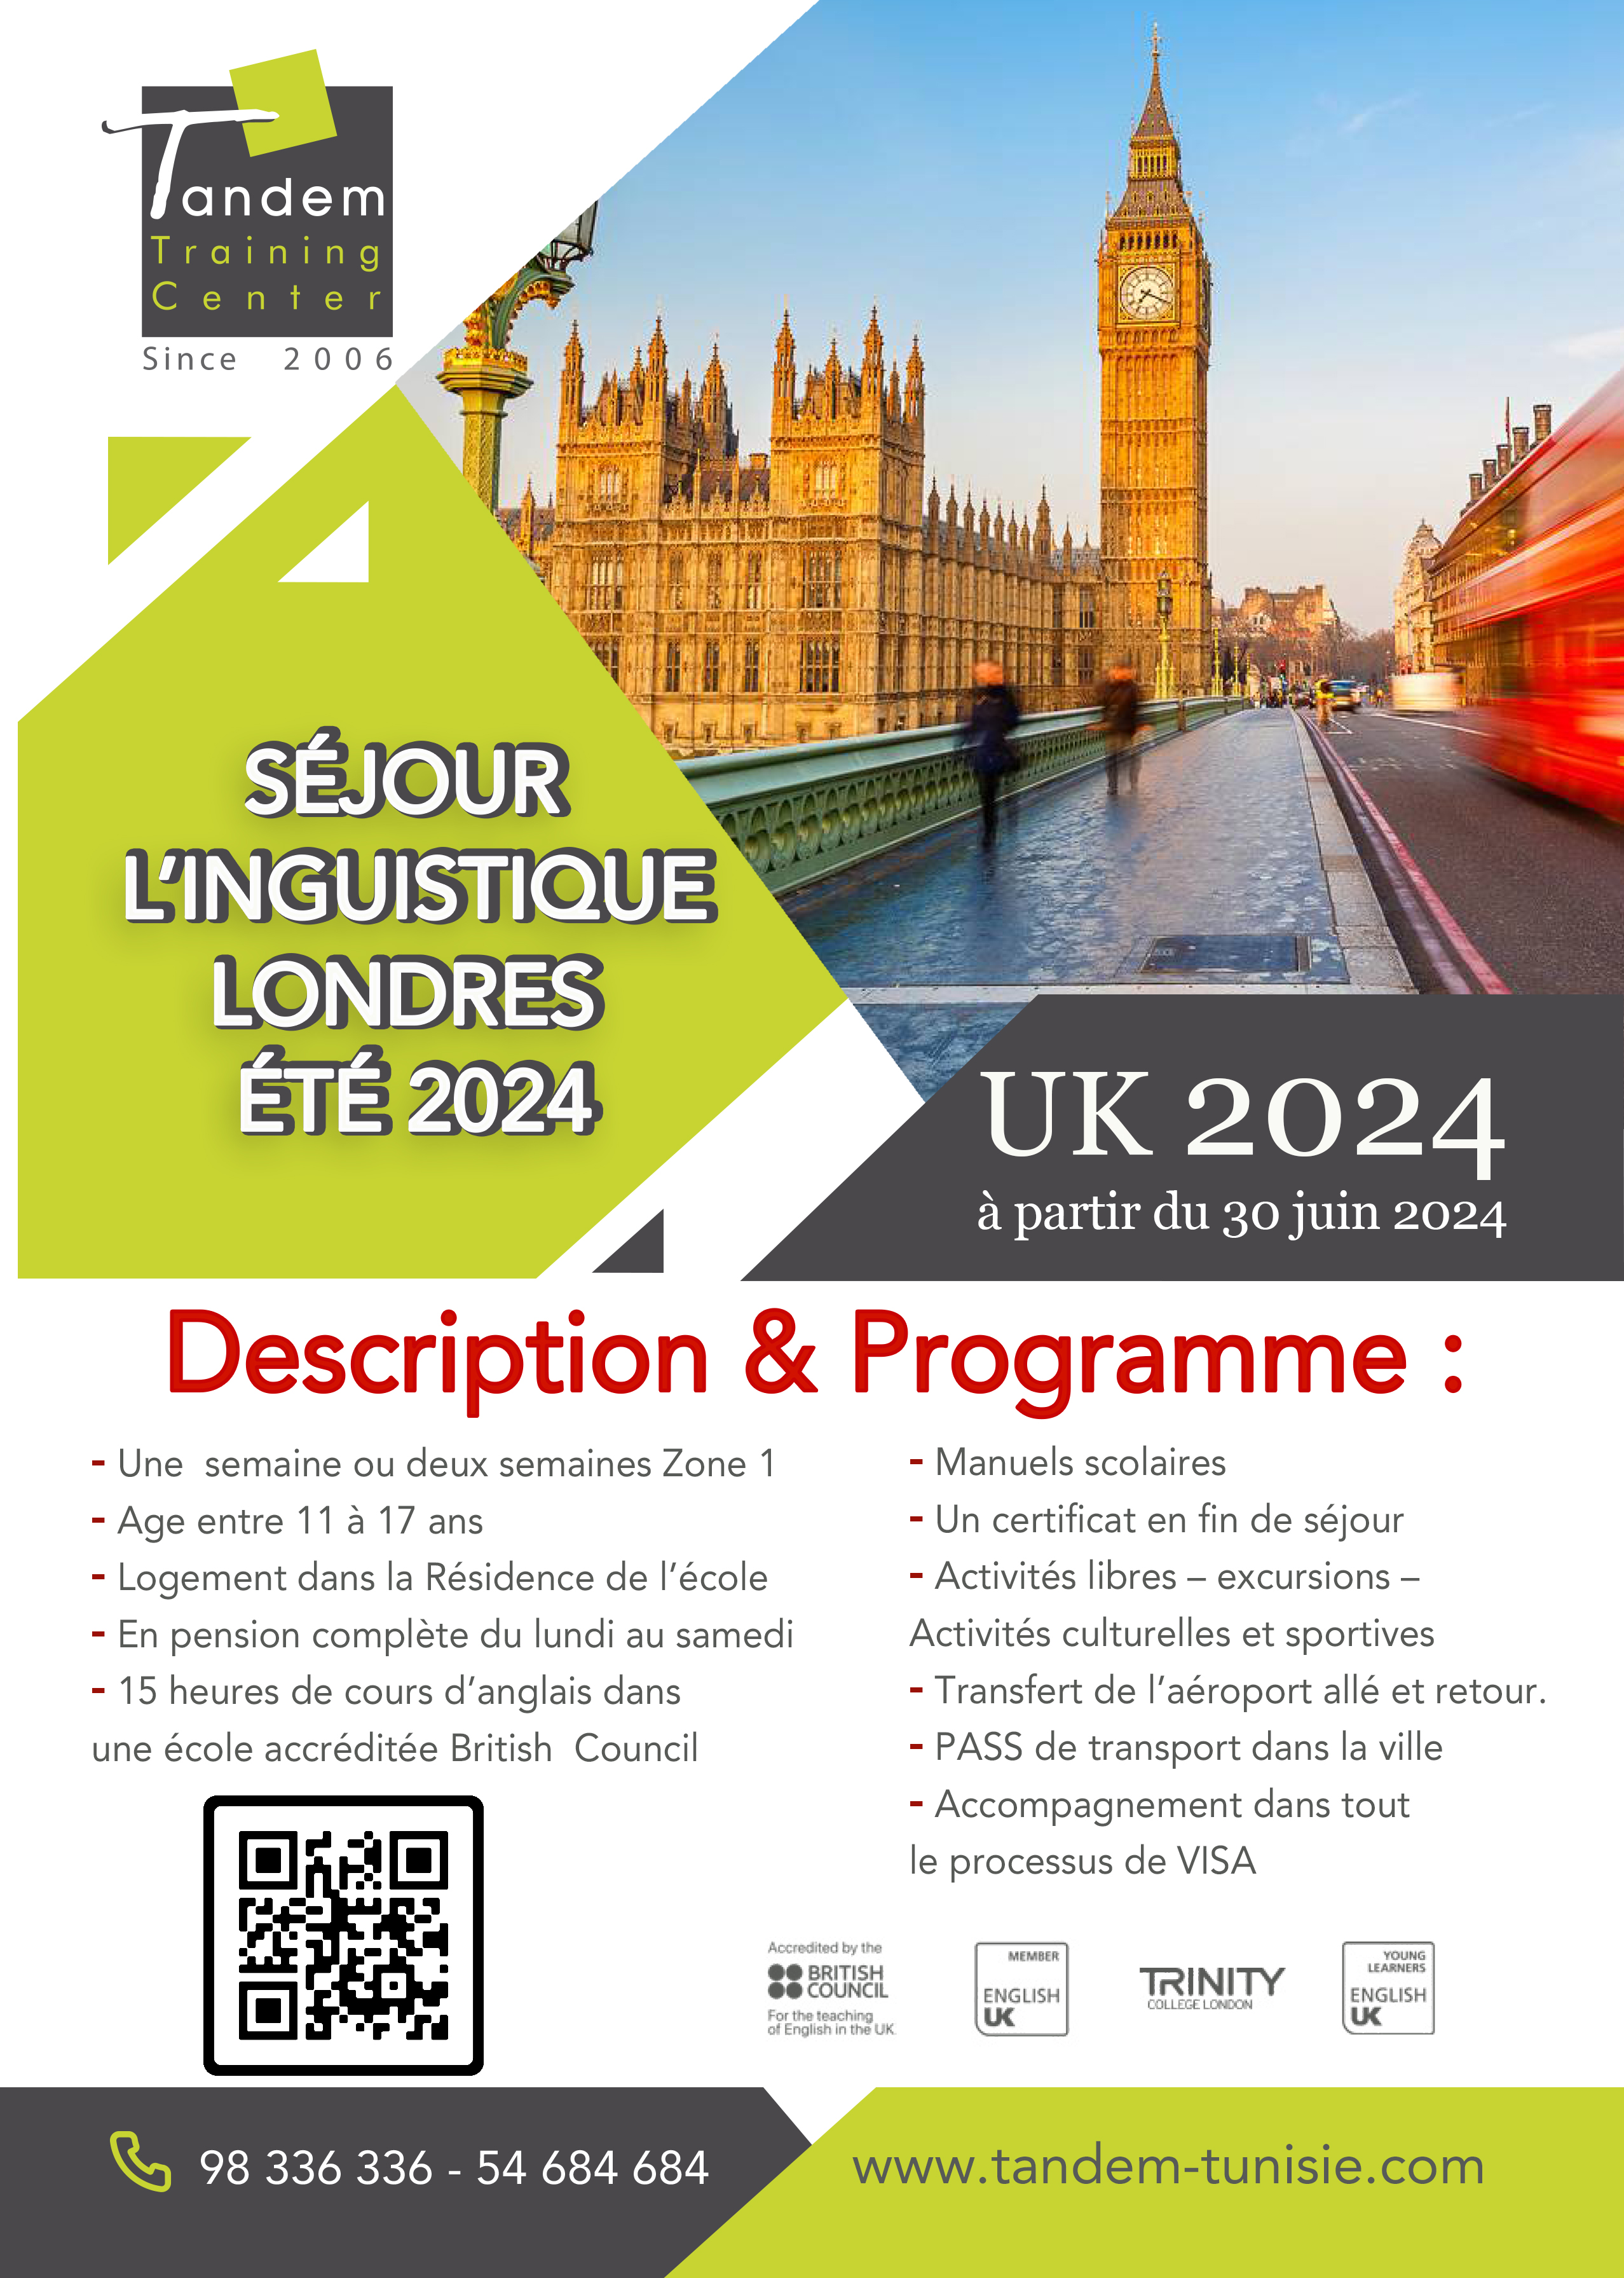 Tandem
Training
Center
Since 2006
SÉJOUR
L'INGUISTIQUE
LONDRES
ÉTÉ 2024
UK 2024
à partir du 30 juin 2024
Description & Programme :
- Une semaine ou deux semaines Zone 1
- Age entre 11 à 17 ans
- Logement dans la Résidence de l'école
- En pension complète du lundi au samedi
- 15 heures de cours d'anglais dans
une école accréditée British Council
- Manuels scolaires
- Un certificat en fin de séjour
- Activités libres – excursions –
Activités culturelles et sportives
- Transfert de l'aéroport allé et retour.
- PASS de transport dans la ville
- Accompagnement dans tout
le processus de VISA
Accredited by the
BRITISH
COUNCIL
For the teaching
of English in the UK
MEMBER
ENGLISH
UK
TRINITY
COLLEGE LONDON
YOUNG
LEARNERS
ENGLISH
UK
98 336 336 - 54 684 684
www.tandem-tunisie.com